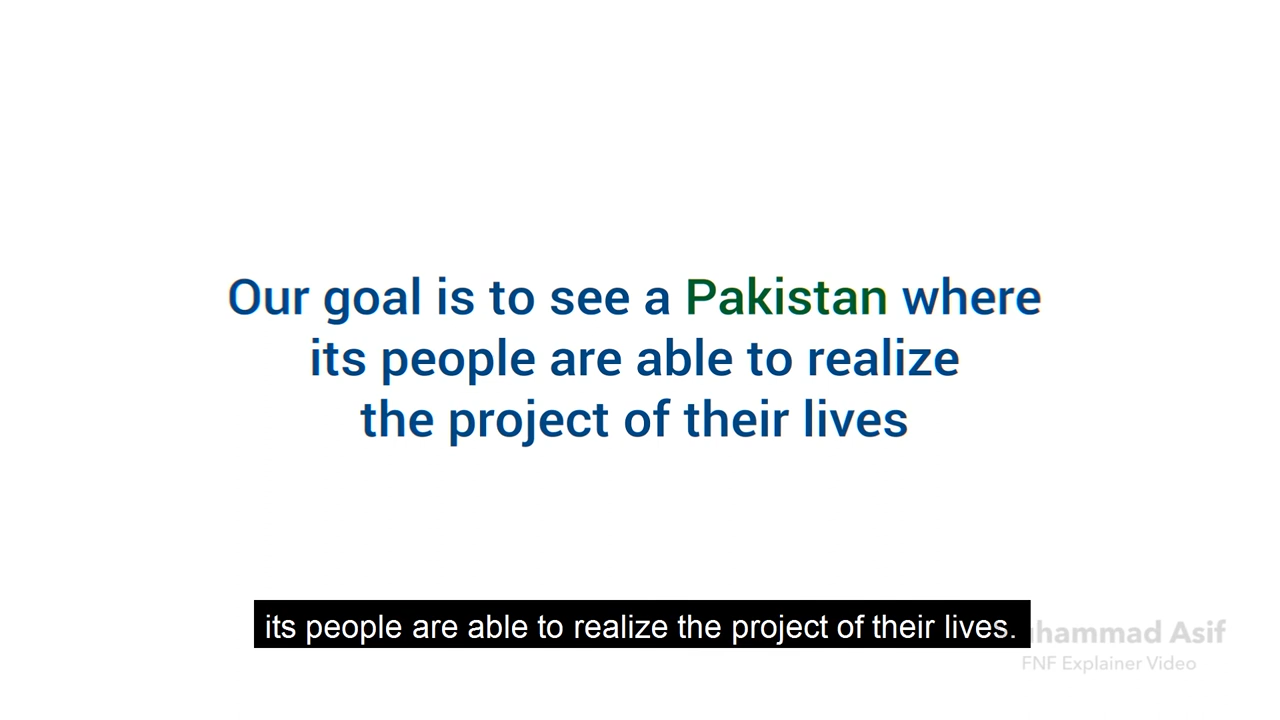 Our goal is to see a Pakistan where
its people are able to realize
the project of their lives
its people are able to realize the project of their lives.
Asif
FNF Explainer Video